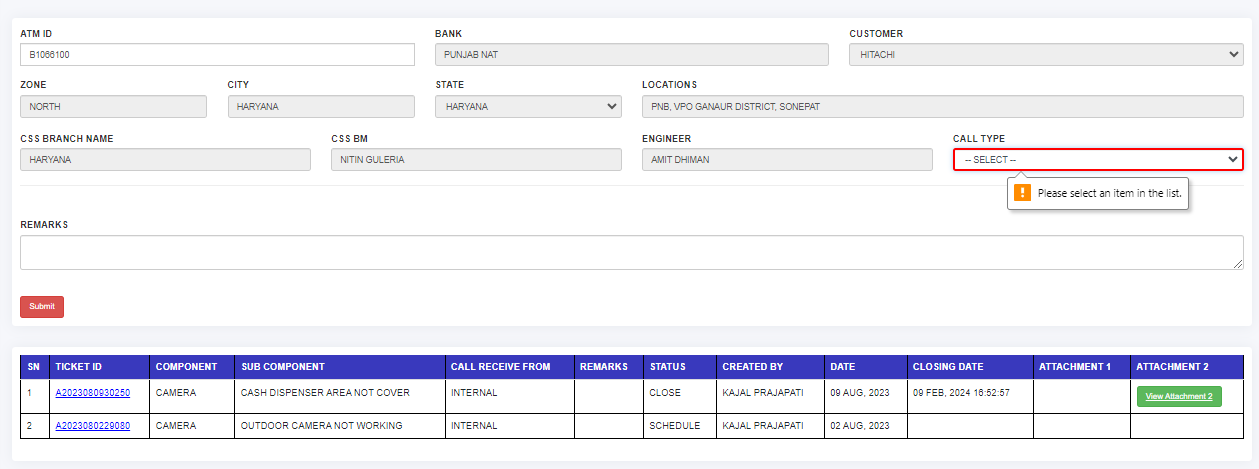 ATM ID BANK CUSTOMER
B1066100 PUNJAB NAT HITACHI
ZONE CITY STATE LOCATIONS
NORTH HARYANA HARYANA PNB, VPO GANAUR DISTRICT, SONEPAT
CSS BRANCH NAME CSS BM ENGINEER CALL TYPE
HARYANA NITIN GULERIA AMIT DHIMAN -- SELECT --
Please select an item in the list.
REMARKS
Submit
SN TICKET ID COMPONENT SUB COMPONENT CALL RECEIVE FROM REMARKS STATUS CREATED BY DATE CLOSING DATE ATTACHMENT 1 ATTACHMENT 2
1 A2023080930250 CAMERA CASH DISPENSER AREA NOT COVER INTERNAL CLOSE KAJAL PRAJAPATI 09 AUG, 2023 09 FEB, 2024 16:52:57 View Attachment 2
2 A2023080229080 CAMERA OUTDOOR CAMERA NOT WORKING INTERNAL SCHEDULE KAJAL PRAJAPATI 02 AUG, 2023